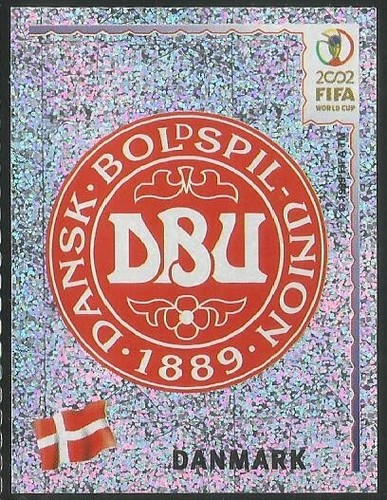 2002
FIFA
WORLD CUP
DANSK·BOLDSPIL-UNION
DBU
·1889·
DANMARK